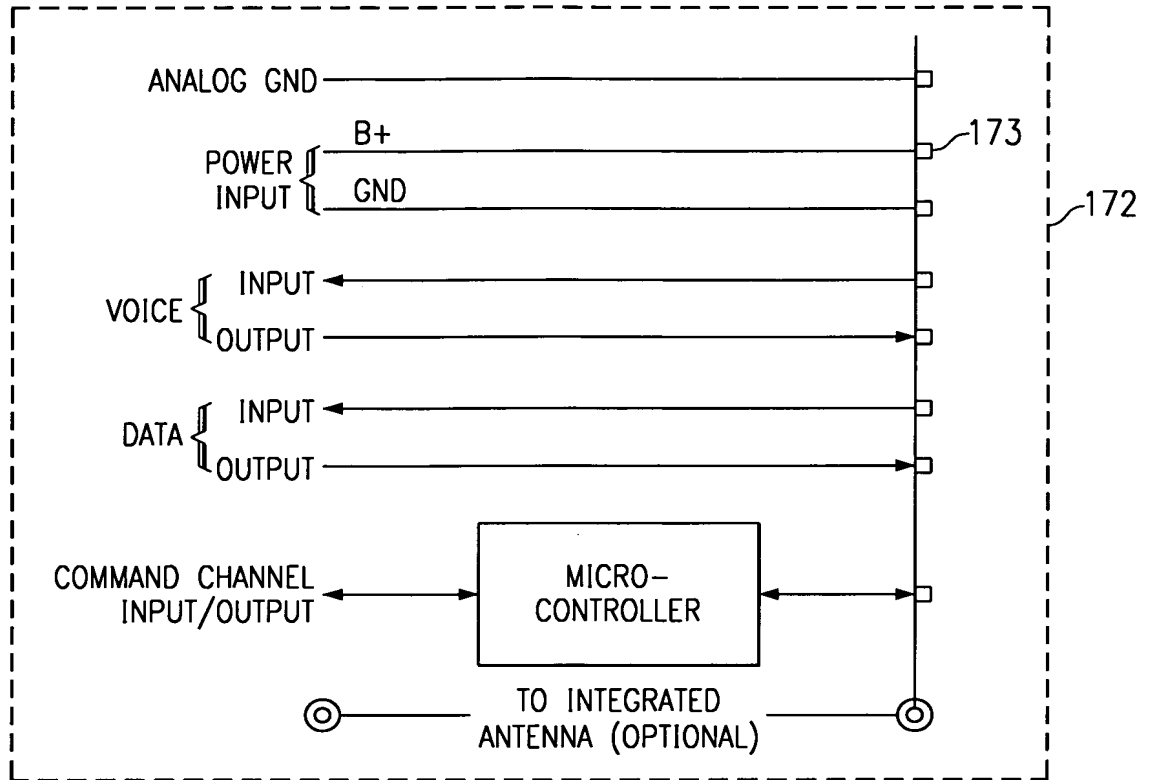 ANALOG GND
B+
173
POWER
INPUT
GND
172
INPUT
VOICE
OUTPUT
INPUT
DATA
OUTPUT
COMMAND CHANNEL
INPUT/OUTPUT
MICRO-
CONTROLLER
TO INTEGRATED
ANTENNA (OPTIONAL)